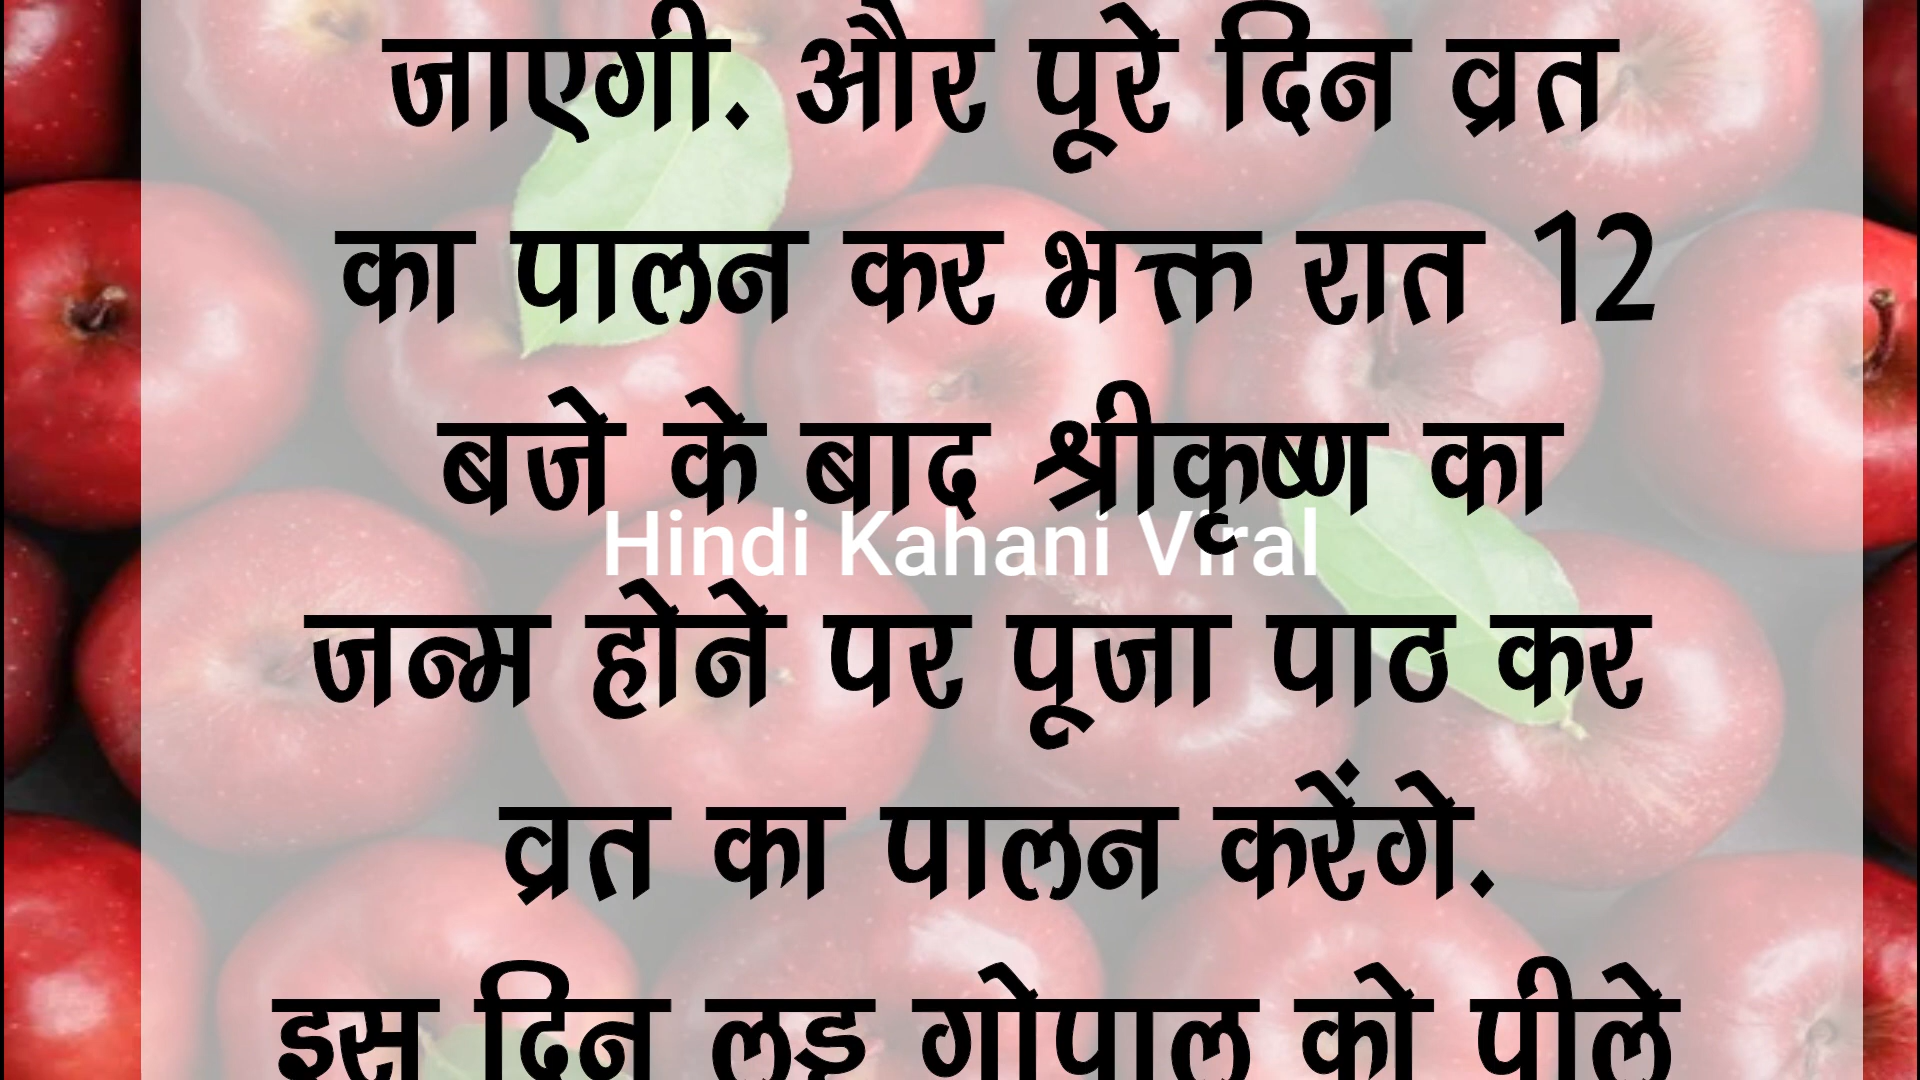 जाएगी. और पूरे दिन व्रत
का पालन कर भक्त रात 12
बजे के बाद श्रीकृष्ण का
Hindi Kahani Viral
जन्म होने पर पूजा पाठ कर
व्रत का पालन करेंगे.
इस दिन लड्डू गोपाल को पीले